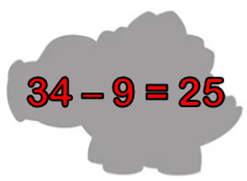 34 – 9 = 25